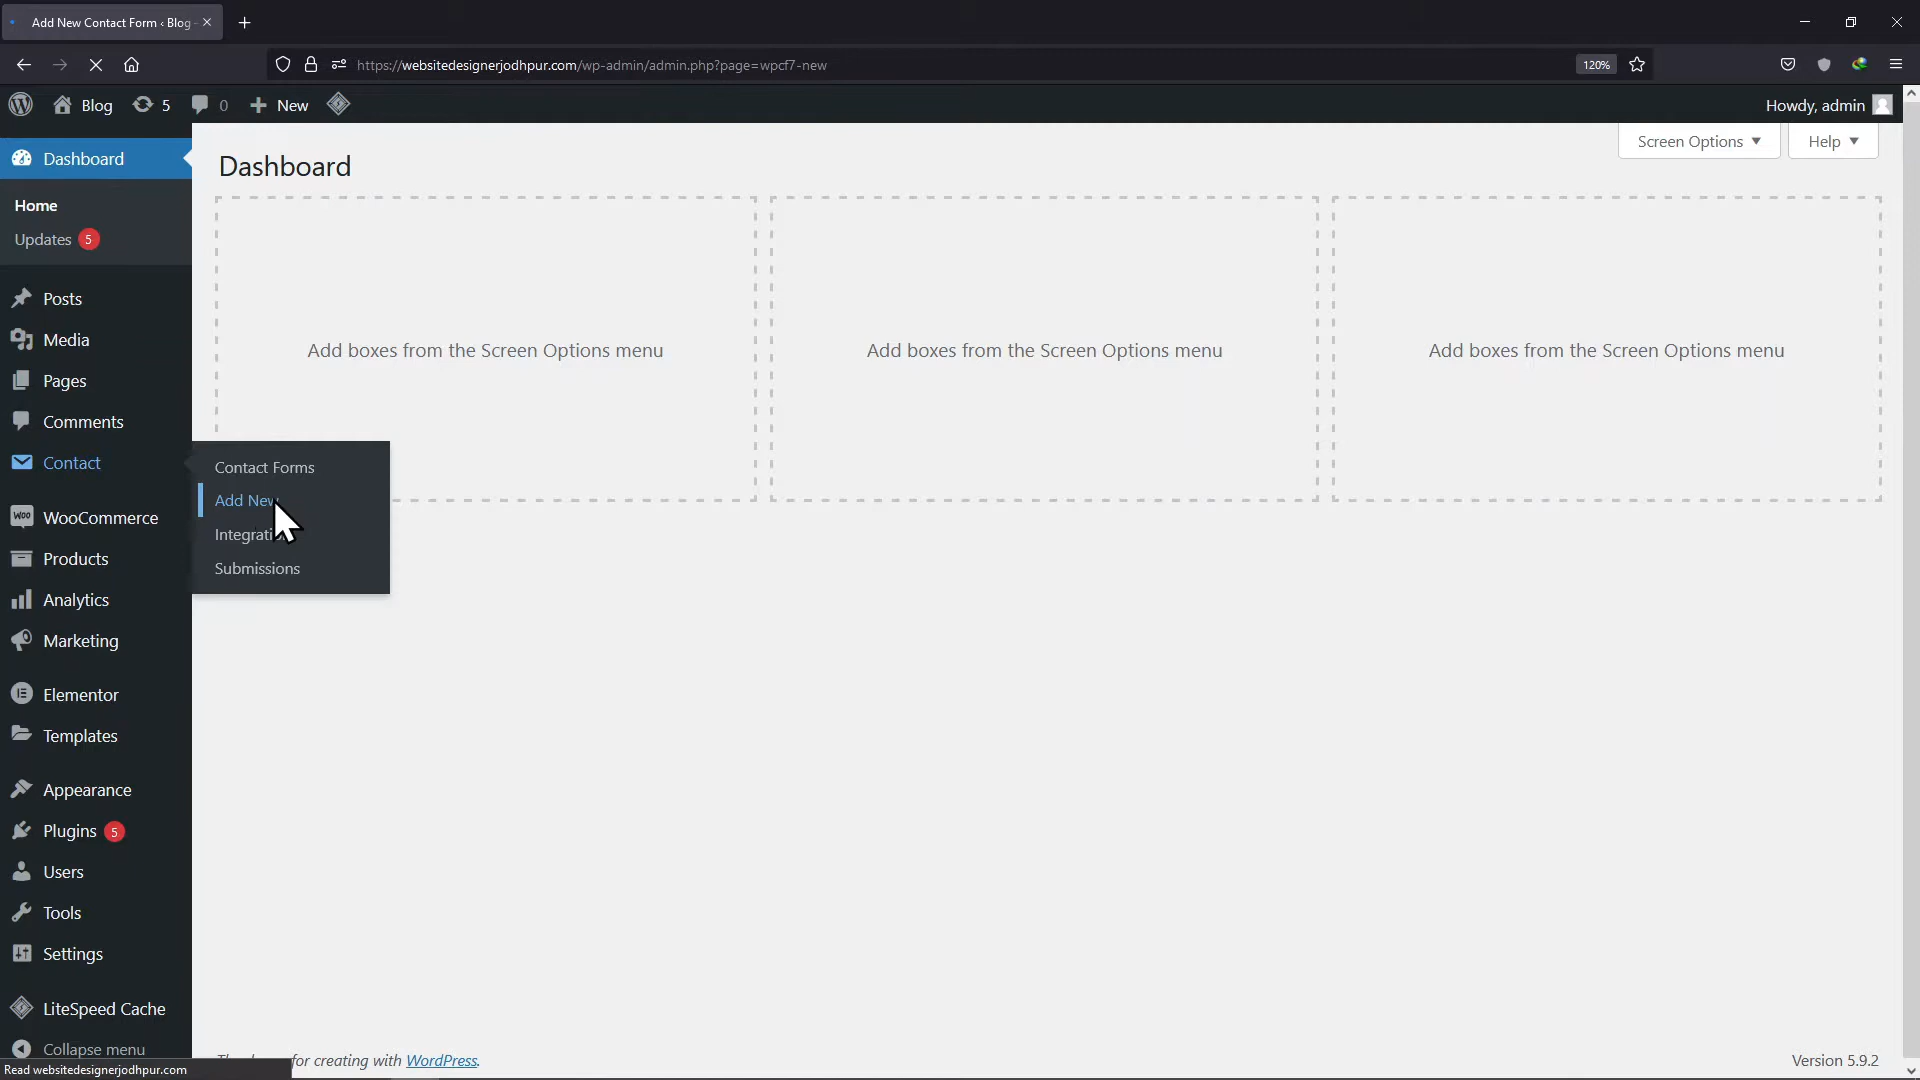 Add New Contact Form ‹ Blog
https://websitedesignerjodhpur.com/wp-admin/admin.php?page=wpcf7-new
120%
Blog
5
0
New
Howdy, admin
Dashboard
Home
Updates 5
Posts
Media
Pages
Comments
Contact
WooCommerce
Products
Analytics
Marketing
Elementor
Templates
Appearance
Plugins 5
Users
Tools
Settings
LiteSpeed Cache
Collapse menu
Contact Forms
Add New
Submissions
Dashboard
Screen Options
Help
Add boxes from the Screen Options menu
Add boxes from the Screen Options menu
Add boxes from the Screen Options menu
for creating with WordPress.
Version 5.9.2
Read websitedesignerjodhpur.com